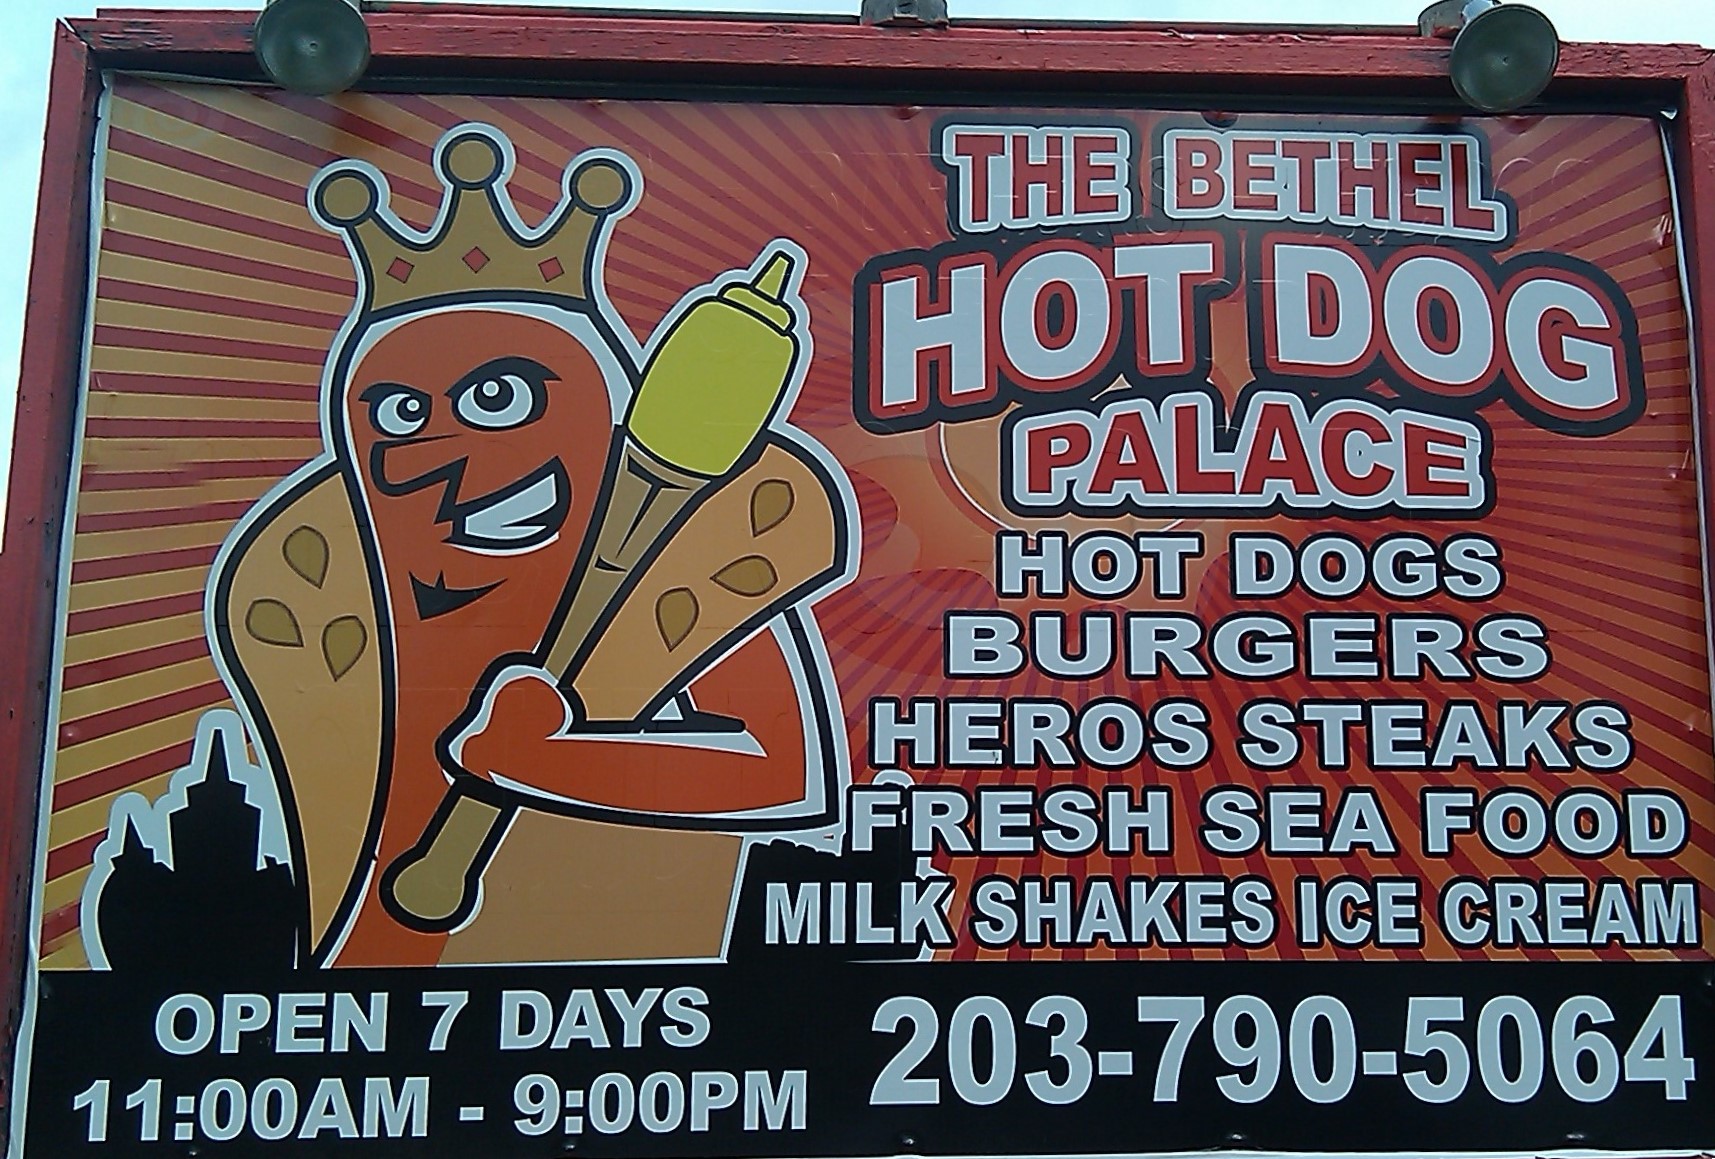 THE BETHEL
HOT DOG
PALACE
HOT DOGS
BURGERS
HEROS STEAKS
FRESH SEA FOOD
MILK SHAKES ICE CREAM
OPEN 7 DAYS
11:00AM - 9:00PM
203-790-5064